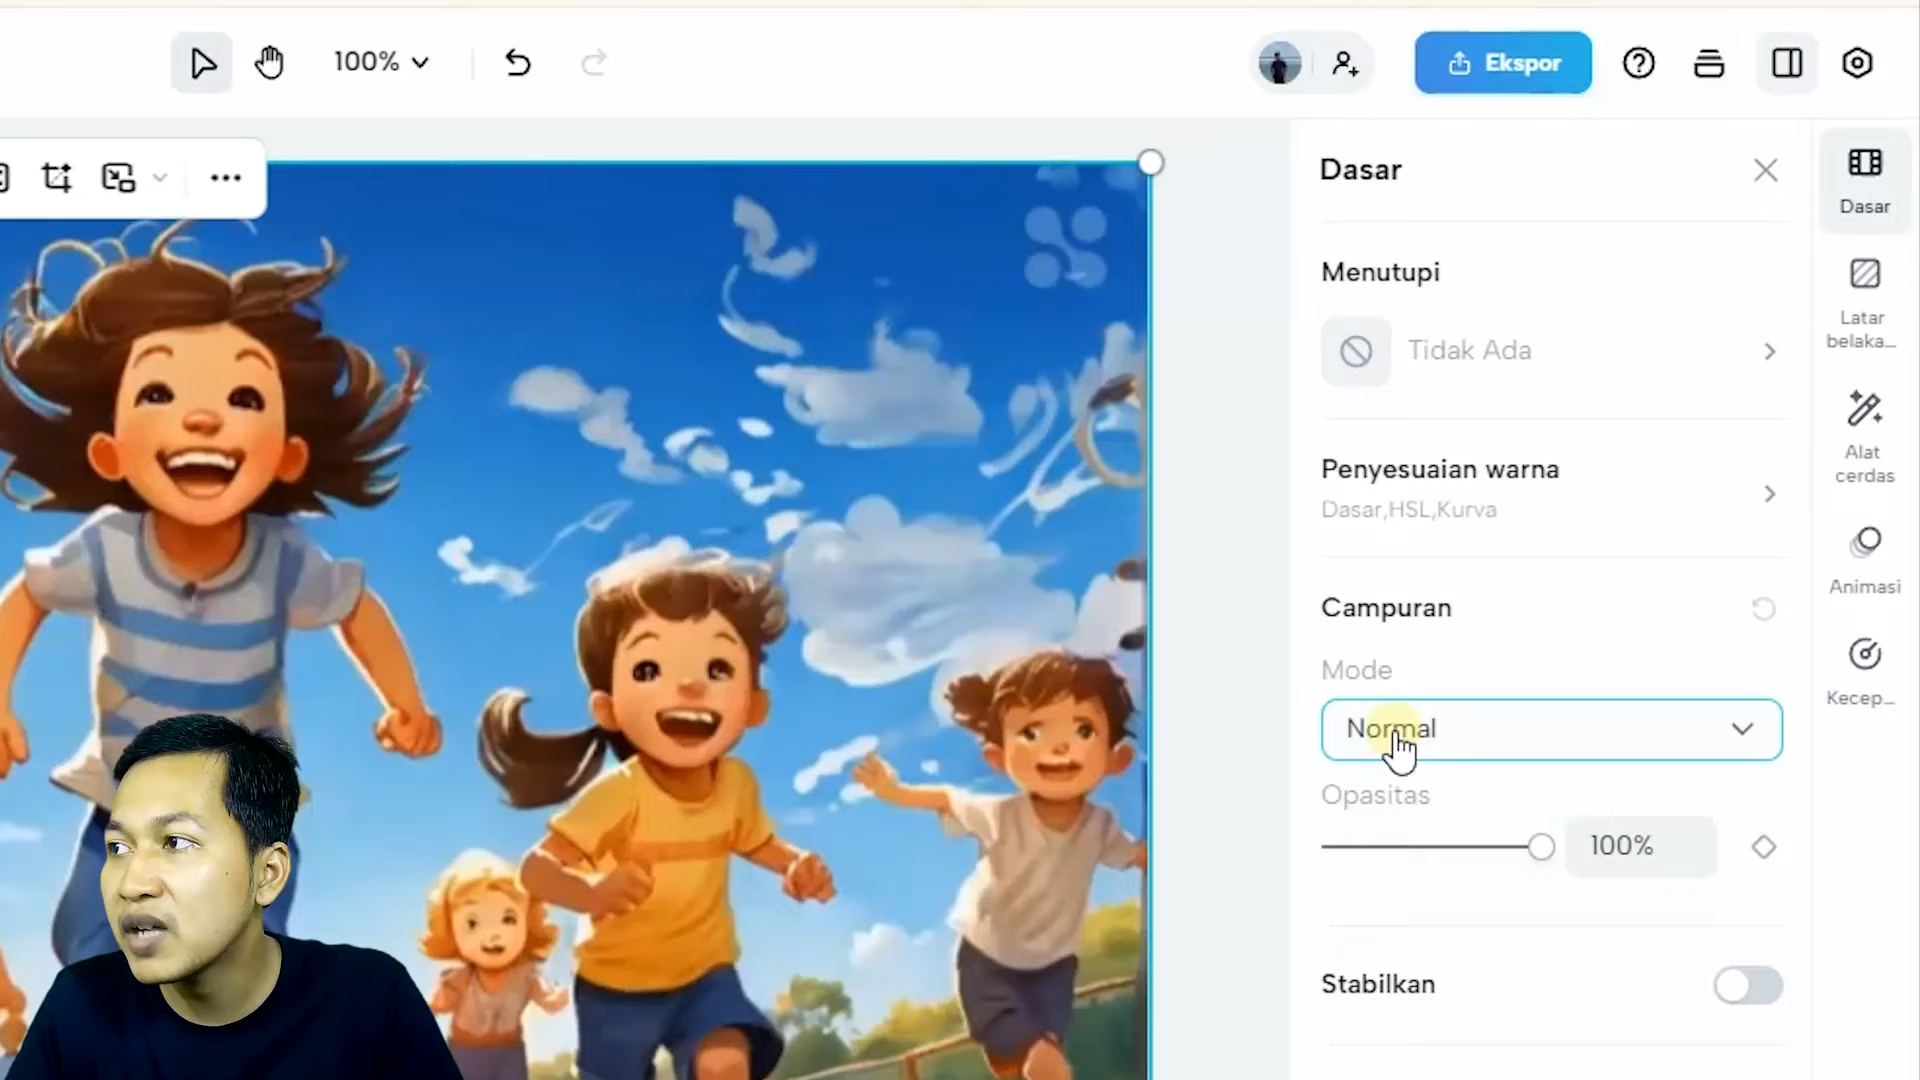 100%
Ekspor
Dasar
Menutupi
Tidak Ada
Penyesuaian warna
Dasar,HSL,Kurva
Campuran
Mode
Normal
Opasitas
100%
Stabilkan
Dasar
Latar
belaka...
Alat
cerdas
Animasi
Kecep...